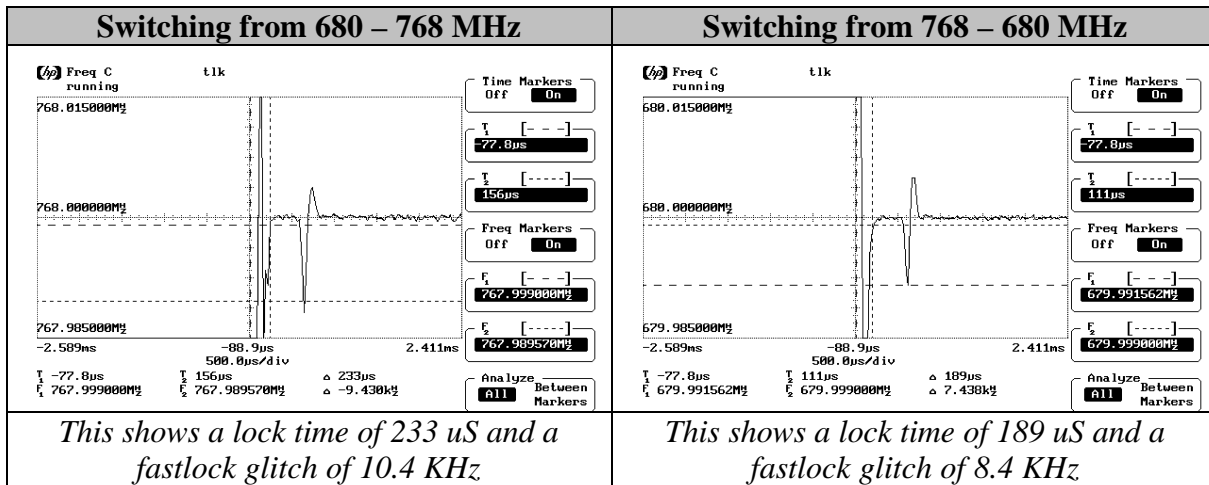 Switching from 680 – 768 MHz
Switching from 768 – 680 MHz
hp Freq C tlk
running
768.015000MHz
768.000000MHz
767.985000MHz
-2.589ms -88.9µs 2.411ms
500.0µs/div
T1 -77.8µs T2 156µs △ 233µs
F1 767.999000MHz F2 767.989570MHz △ -9.430kHz
Time Markers
Off On
T1 [- - -]
-77.8µs
T2 [-----]
156µs
Freq Markers
Off On
F1 [- - -]
767.999000MHz
F2 [-----]
767.989570MHz
Analyze
All Between
Markers
hp Freq C tlk
running
680.015000MHz
680.000000MHz
679.985000MHz
-2.589ms -88.9µs 2.411ms
500.0µs/div
T1 -77.8µs T2 111µs △ 189µs
F1 679.991562MHz F2 679.999000MHz △ 7.438kHz
Time Markers
Off On
T1 [- - -]
-77.8µs
T2 [-----]
111µs
Freq Markers
Off On
F1 [- - -]
679.991562MHz
F2 [-----]
679.999000MHz
Analyze
All Between
Markers
This shows a lock time of 233 uS and a
fastlock glitch of 10.4 KHz
This shows a lock time of 189 uS and a
fastlock glitch of 8.4 KHz